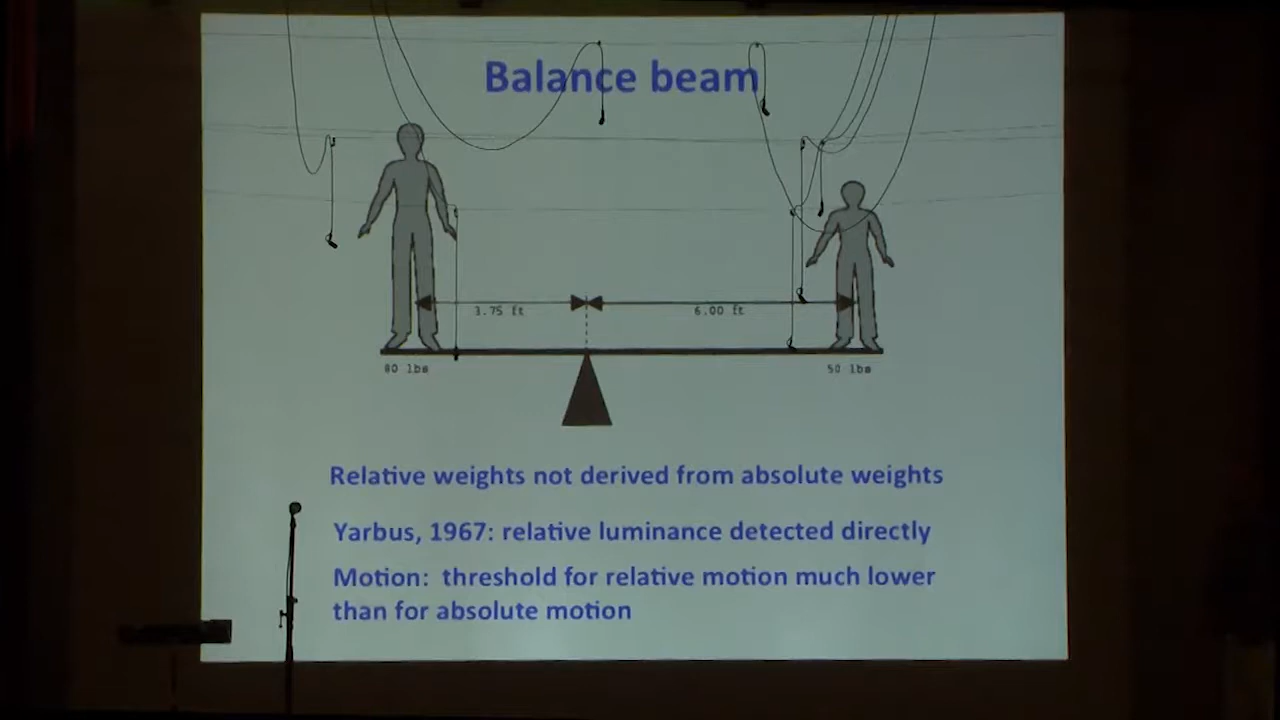 Balance beam
3.75 ft
6.00 ft
80 lbs
50 lbs
Relative weights not derived from absolute weights
Yarbus, 1967: relative luminance detected directly
Motion: threshold for relative motion much lower
than for absolute motion